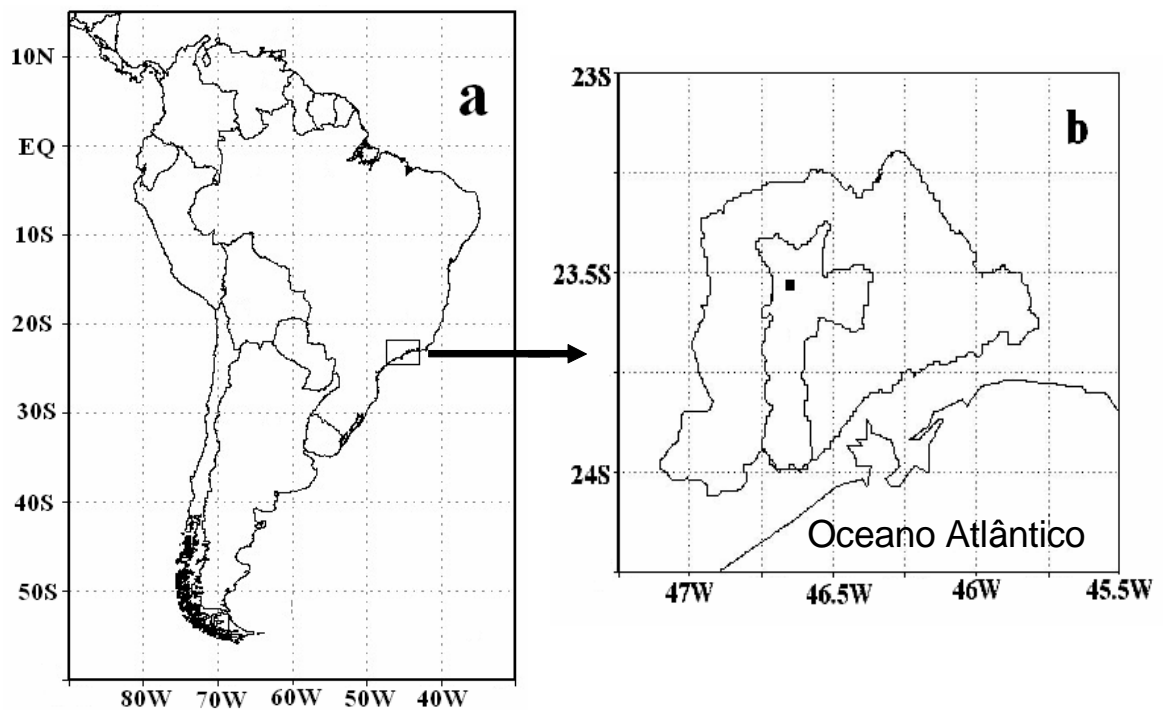 a
10N
EQ
10S
20S
30S
40S
50S
80W 70W 60W 50W 40W
b
23S
23.5S
24S
Oceano Atlântico
47W 46.5W 46W 45.5W